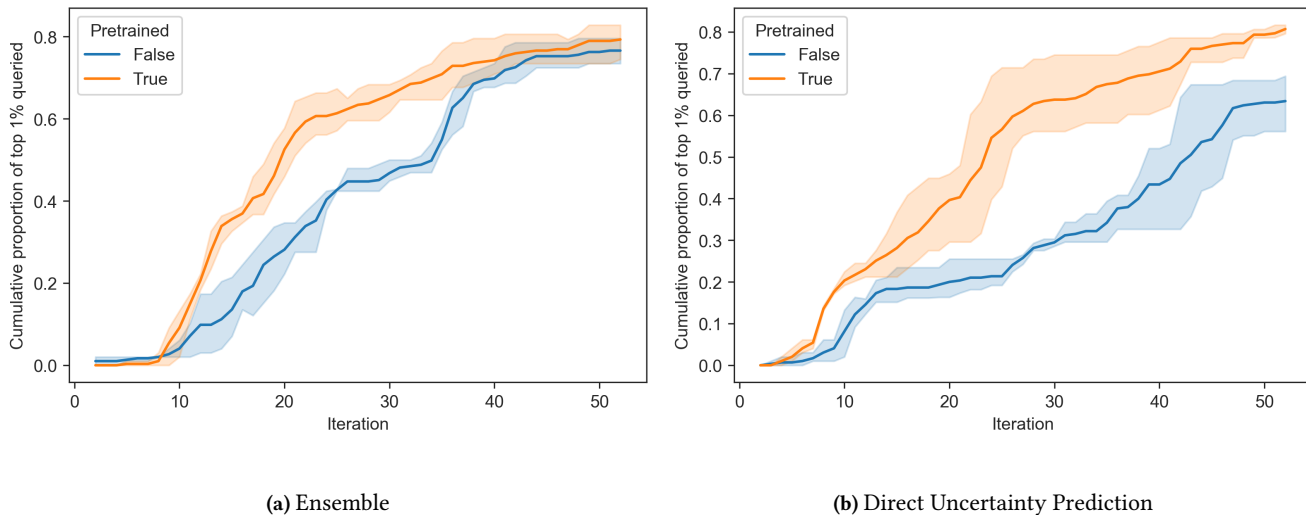 Pretrained
False
True
Cumulative proportion of top 1% queried
0.8
0.6
0.4
0.2
0.0
0
10
20
30
40
50
Iteration
(a) Ensemble
Pretrained
False
True
Cumulative proportion of top 1% queried
0.8
0.7
0.6
0.5
0.4
0.3
0.2
0.1
0.0
0
10
20
30
40
50
Iteration
(b) Direct Uncertainty Prediction